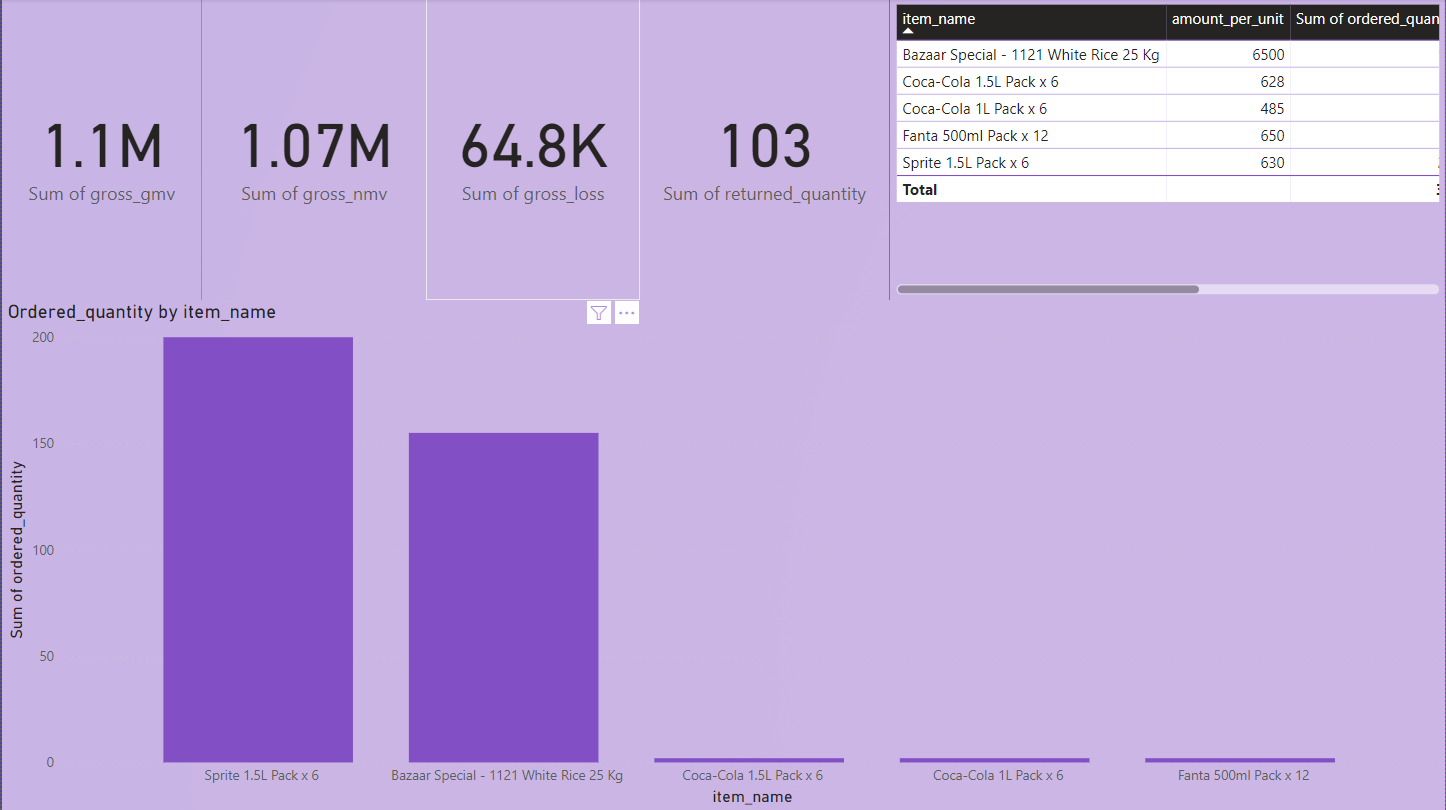 1.1M
Sum of gross_gmv
1.07M
Sum of gross_nmv
64.8K
Sum of gross_loss
103
Sum of returned_quantity
item_name amount_per_unit Sum of ordered_quan
Bazaar Special - 1121 White Rice 25 Kg 6500
Coca-Cola 1.5L Pack x 6 628
Coca-Cola 1L Pack x 6 485
Fanta 500ml Pack x 12 650
Sprite 1.5L Pack x 6 630
Total
Ordered_quantity by item_name
Sum of ordered_quantity
200
150
100
50
0
Sprite 1.5L Pack x 6
Bazaar Special - 1121 White Rice 25 Kg
Coca-Cola 1.5L Pack x 6
Coca-Cola 1L Pack x 6
Fanta 500ml Pack x 12
item_name